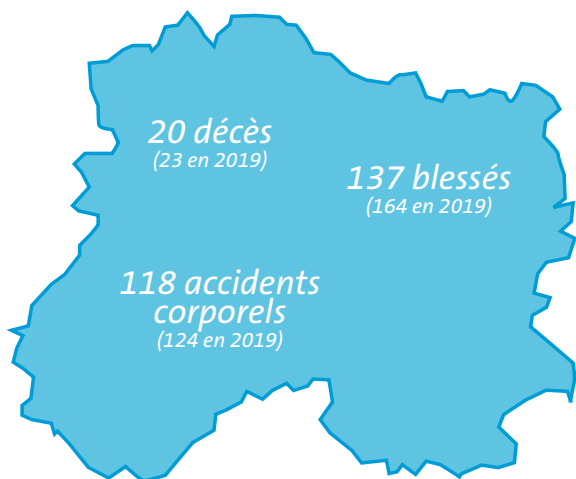 20 décès
(23 en 2019)
137 blessés
(164 en 2019)
118 accidents
corporels
(124 en 2019)